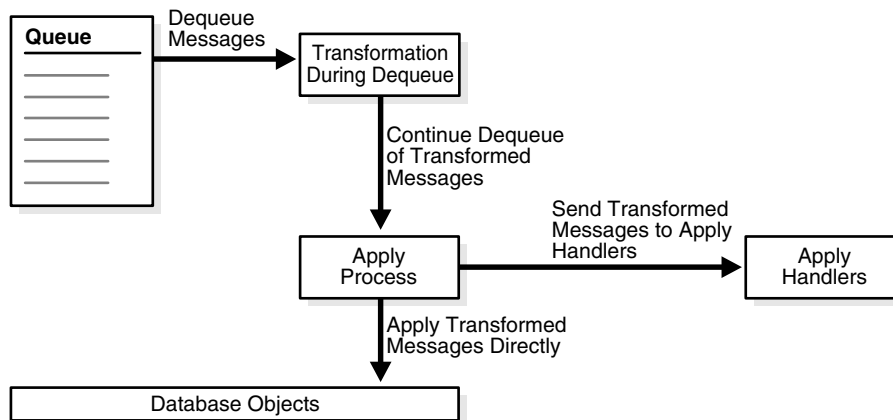 Queue
Dequeue
Messages
Transformation
During Dequeue
Continue Dequeue
of Transformed
Messages
Send Transformed
Messages to Apply
Handlers
Apply
Process
Apply
Handlers
Apply Transformed
Messages Directly
Database Objects